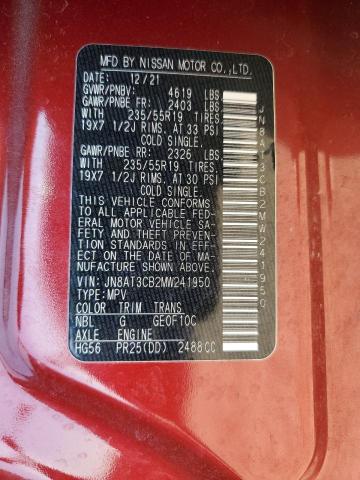 MFD BY NISSAN MOTOR CO.,LTD.
DATE: 12/21
GVWR/PNBV: 4619 LBS
GAWR/PNBE FR: 2403 LBS
WITH 235/55R19 TIRES
19X7 1/2J RIMS, AT 33 PSI
COLD SINGLE.
GAWR/PNBE RR: 2326 LBS
WITH 235/55R19 TIRES
19X7 1/2J RIMS, AT 30 PSI
COLD SINGLE.
THIS VEHICLE CONFORMS
TO ALL APPLICABLE FED-
ERAL MOTOR VEHICLE SA-
FETY AND THEFT PREVEN-
TION STANDARDS IN EFF-
ECT ON THE DATE OF MA-
NUFACTURE SHOWN ABOVE.
VIN: JN8AT3CB2MW241950
TYPE:MPV
COLOR TRIM TRANS
NBL G GE0F10C
AXLE ENGINE
HG56 PR25(DD) 2488CC
JN8AT3CB2MW241950